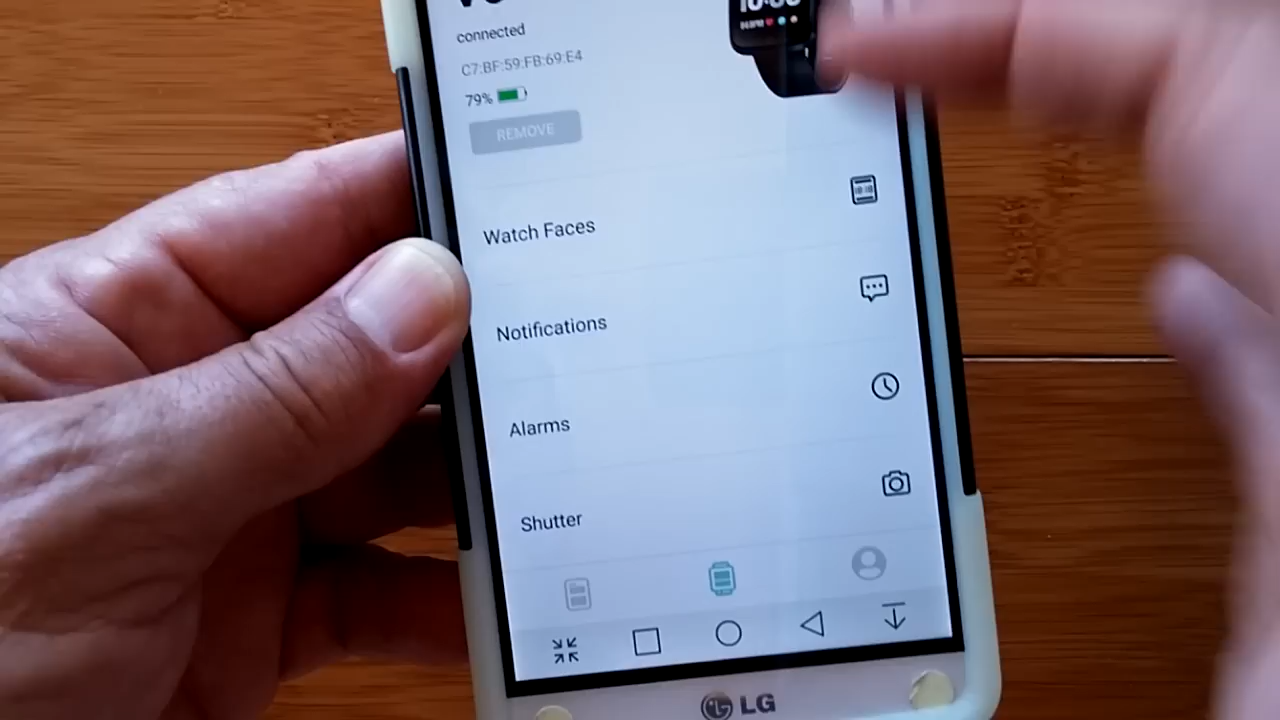 connected
C7:BF:59:FB:69:E4
79%
REMOVE
Watch Faces
Notifications
Alarms
Shutter
LG